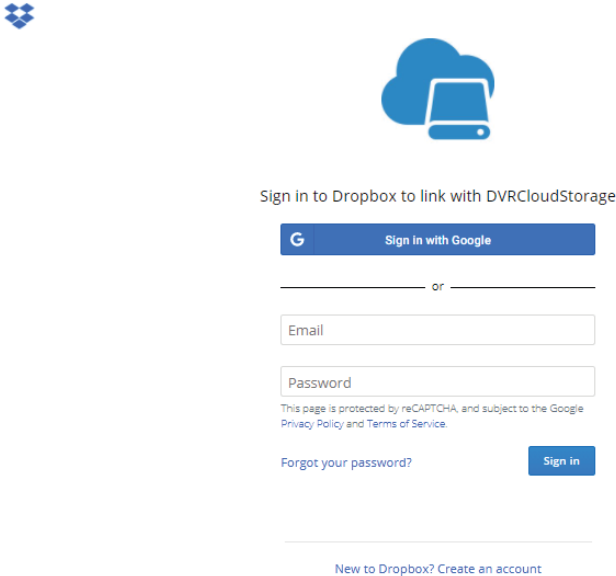 Sign in to Dropbox to link with DVRCloudStorage
G Sign in with Google
or
Email
Password
This page is protected by reCAPTCHA, and subject to the Google
Privacy Policy and Terms of Service.
Forgot your password? Sign in
New to Dropbox? Create an account